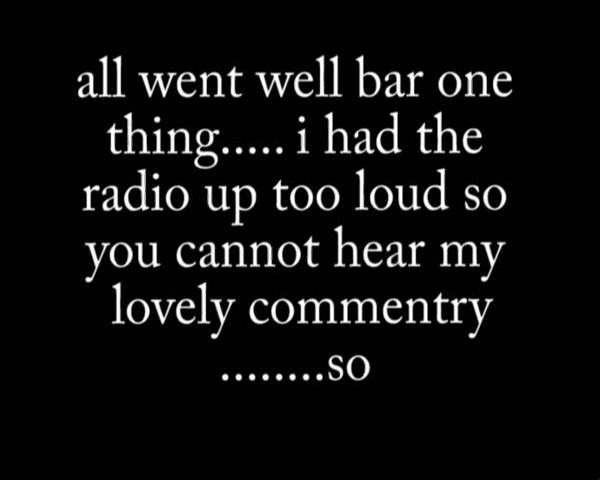 all went well bar one
thing..... i had the
radio up too loud so
you cannot hear my
lovely commentry
........so